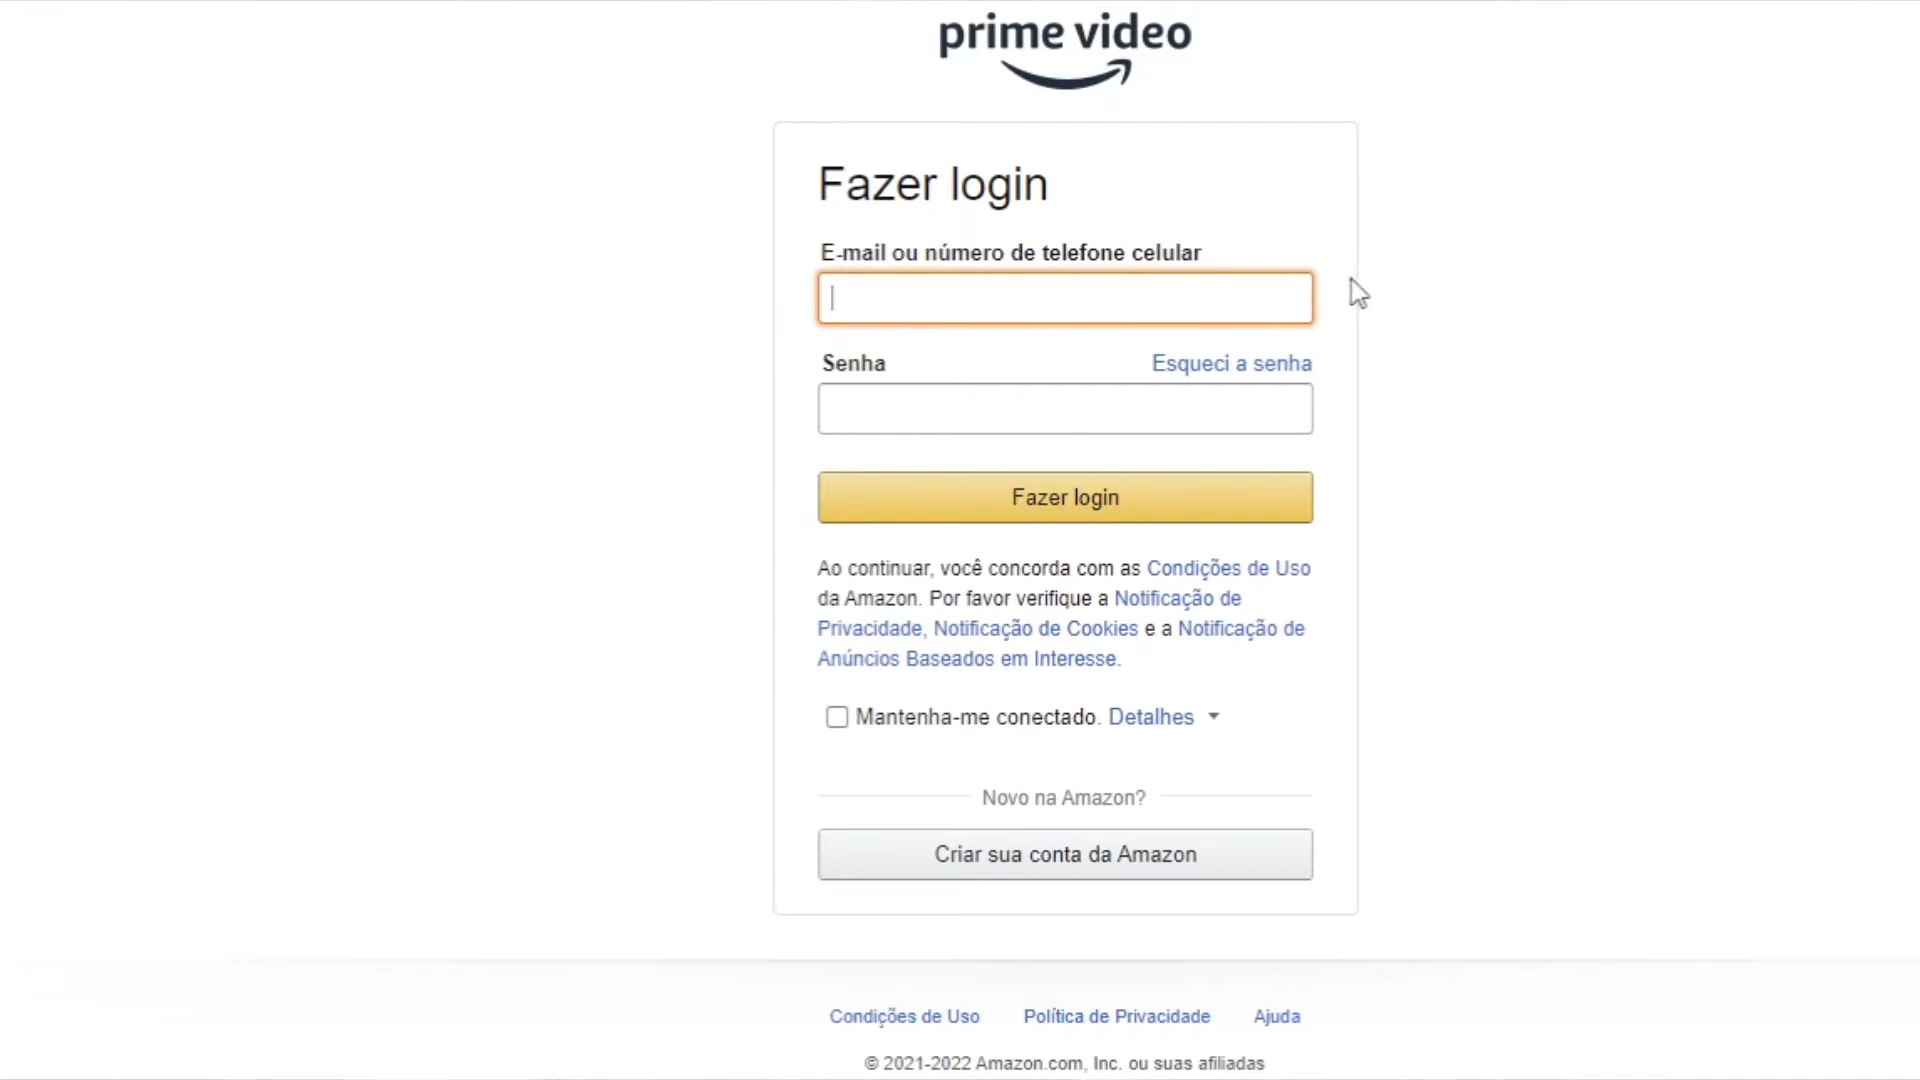 prime video
Fazer login
E-mail ou número de telefone celular
Senha
Esqueci a senha
Fazer login
Ao continuar, você concorda com as Condições de Uso
da Amazon. Por favor verifique a Notificação de
Privacidade, Notificação de Cookies e a Notificação de
Anúncios Baseados em Interesse.
Mantenha-me conectado. Detalhes
Novo na Amazon?
Criar sua conta da Amazon
Condições de Uso
Política de Privacidade
Ajuda
© 2021-2022 Amazon.com, Inc. ou suas afiliadas